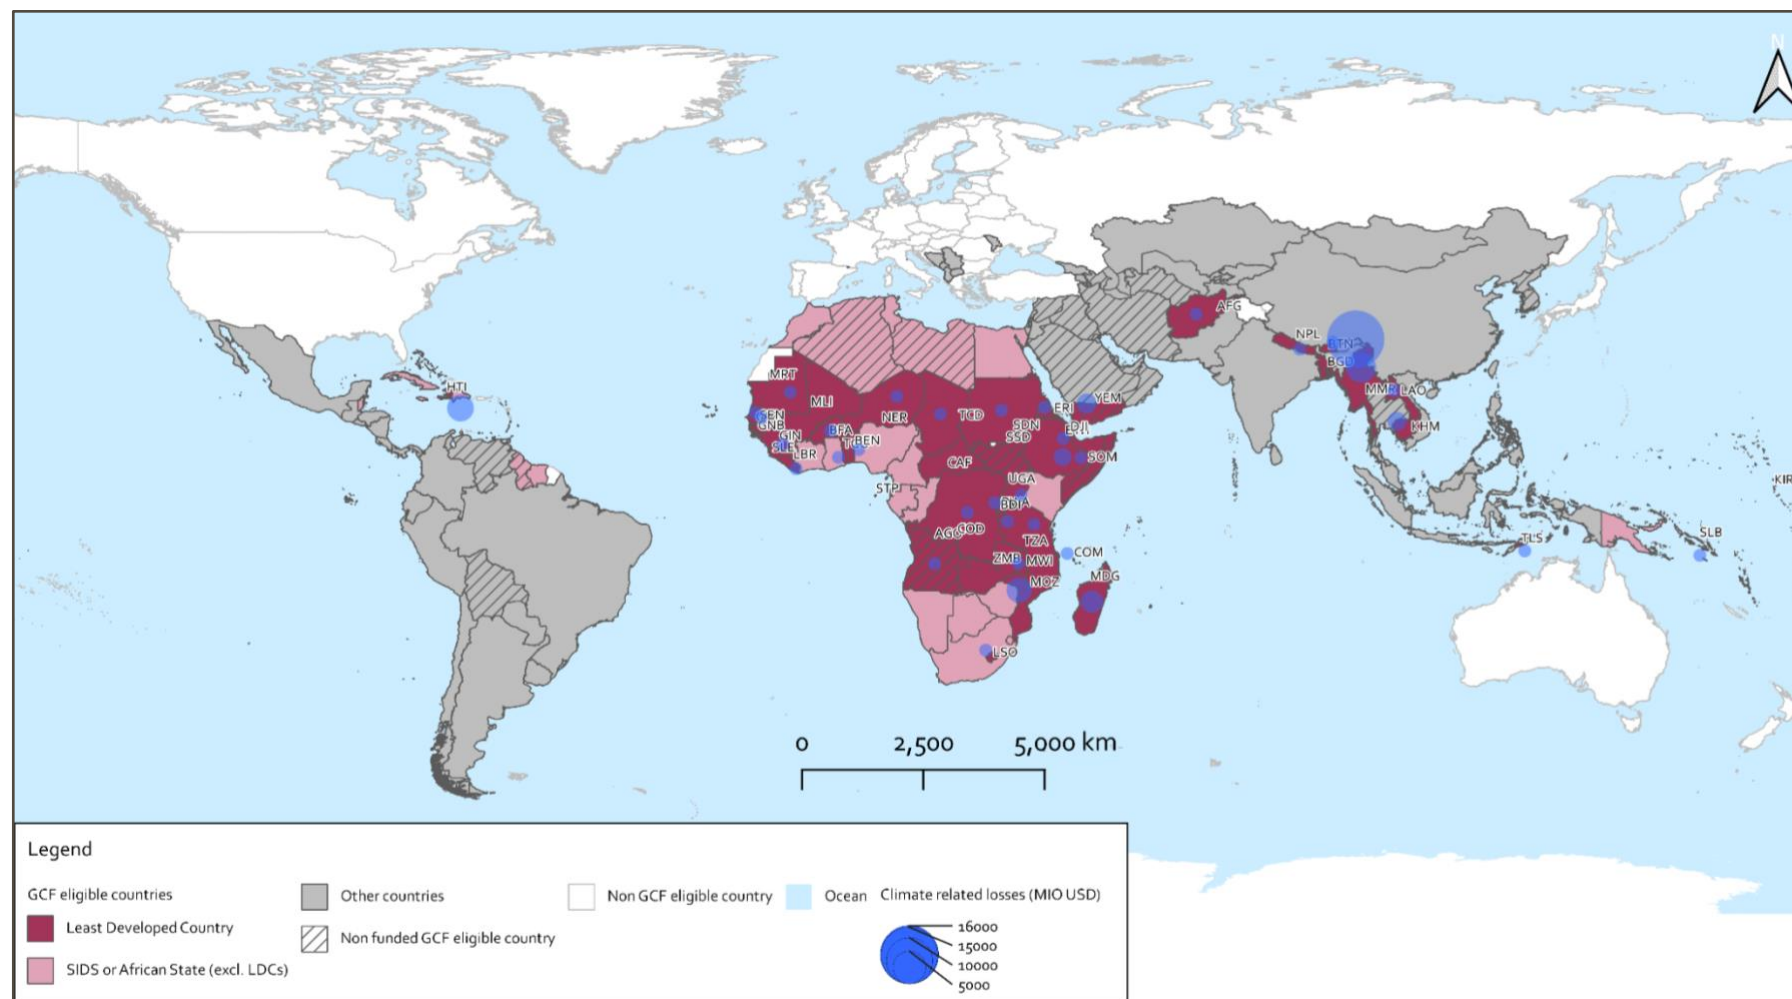 N
AFG
NPL
BTN
BGD
HTI
MRT
MLI
NER
TCD
ERI
YEM
MMR
LAO
SEN
GNB
GIN
BFA
BEN
SDN
SSD
DJI
KHM
SLE
LBR
CAF
SOM
STP
UGA
KIR
BDI
AGO
COD
TZA
SLB
TLS
COM
ZMB
MWI
MDG
MOZ
LSO
0 2,500 5,000 km
Legend
GCF eligible countries
Least Developed Country
SIDS or African State (excl. LDCs)
Other countries
Non funded GCF eligible country
Non GCF eligible country
Ocean
Climate related losses (MIO USD)
16000
15000
10000
5000